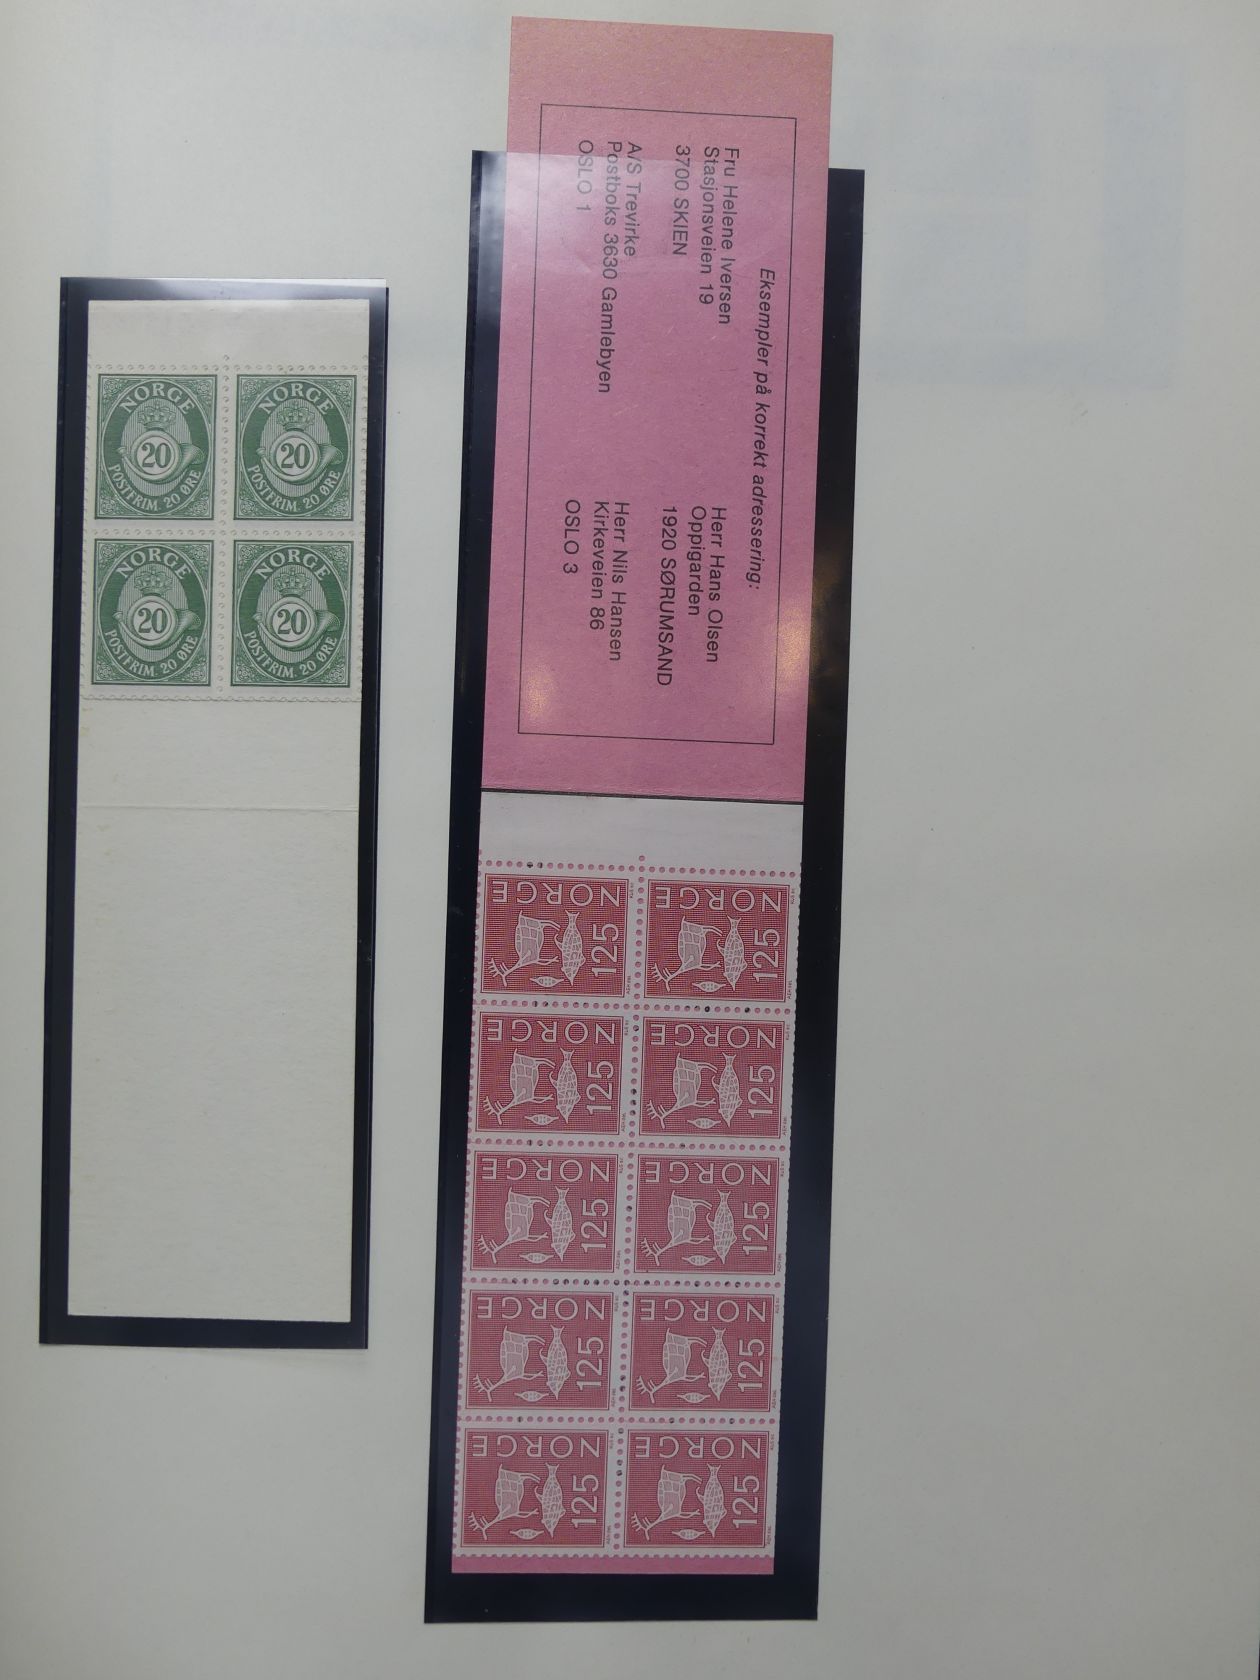 Eksempler på korrekt adressering:
Fru Helene Iversen
Stasjonsveien 19
3700 SKIEN
Herr Hans Olsen
Oppigarden
1920 SØRUMSAND
A/S Trevirke
Postboks 3630 Gamlebyen
OSLO 1
Herr Nils Hansen
Kirkeveien 86
OSLO 3
NORGE
20
POSTFRIM. 20 ØRE
NORGE
20
POSTFRIM. 20 ØRE
NORGE
20
POSTFRIM. 20 ØRE
NORGE
20
POSTFRIM. 20 ØRE
NORGE
125
NORGE
125
NORGE
125
NORGE
125
NORGE
125
NORGE
125
NORGE
125
NORGE
125
NORGE
125
NORGE
125